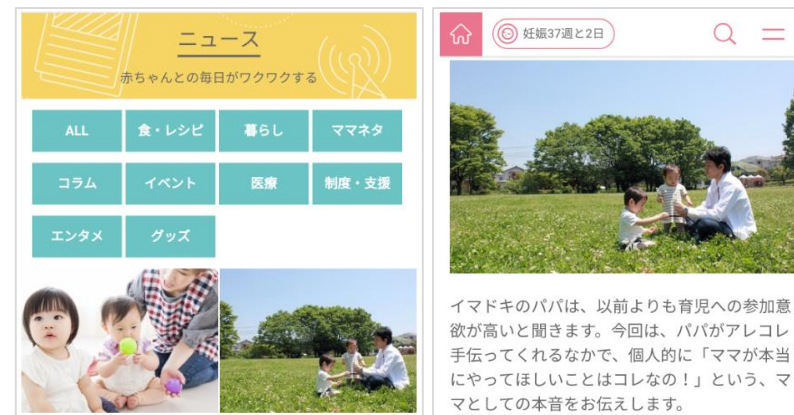 ニュース
赤ちゃんとの毎日がワクワクする
ALL
食・レシピ
暮らし
ママネタ
コラム
イベント
医療
制度・支援
エンタメ
グッズ
妊娠37週と2日
イマドキのパパは、以前よりも育児への参加意
欲が高いと聞きます。今回は、パパがアレコレ
手伝ってくれるなかで、個人的に「ママが本当
にやってほしいことはコレなの！」という、マ
マとしての本音をお伝えします。